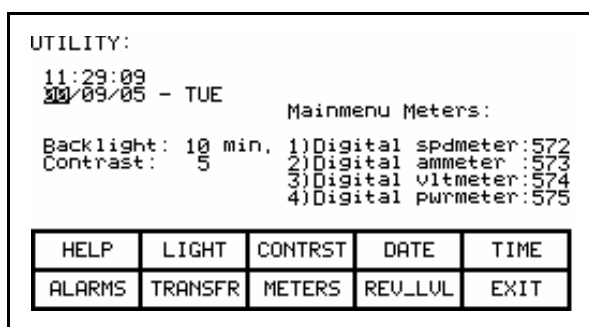 UTILITY:
11:29:09
/09/05 - TUE
Mainmenu Meters:
Backlight: 10 min. 1)Digital spdmeter:572
Contrast: 5 2)Digital ammeter :573
3)Digital vltmeter:574
4)Digital pwrmeter:575
HELP LIGHT CONTRST DATE TIME
ALARMS TRANSFR METERS REV_LVL EXIT